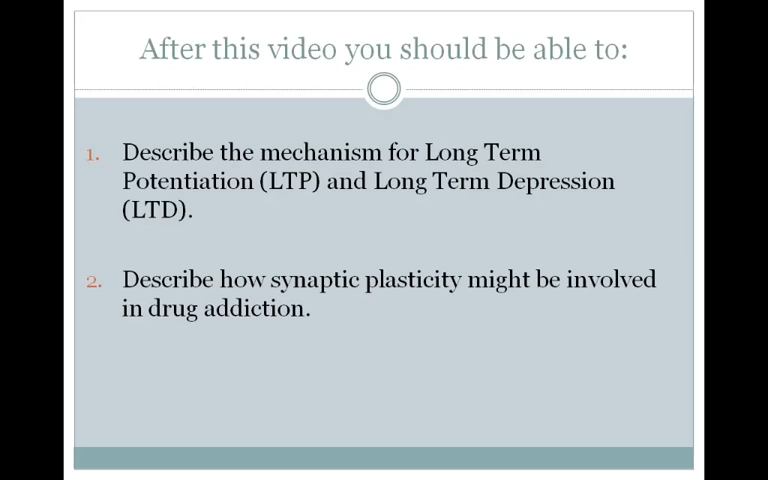 After this video you should be able to:
1. Describe the mechanism for Long Term
Potentiation (LTP) and Long Term Depression
(LTD).
2. Describe how synaptic plasticity might be involved
in drug addiction.